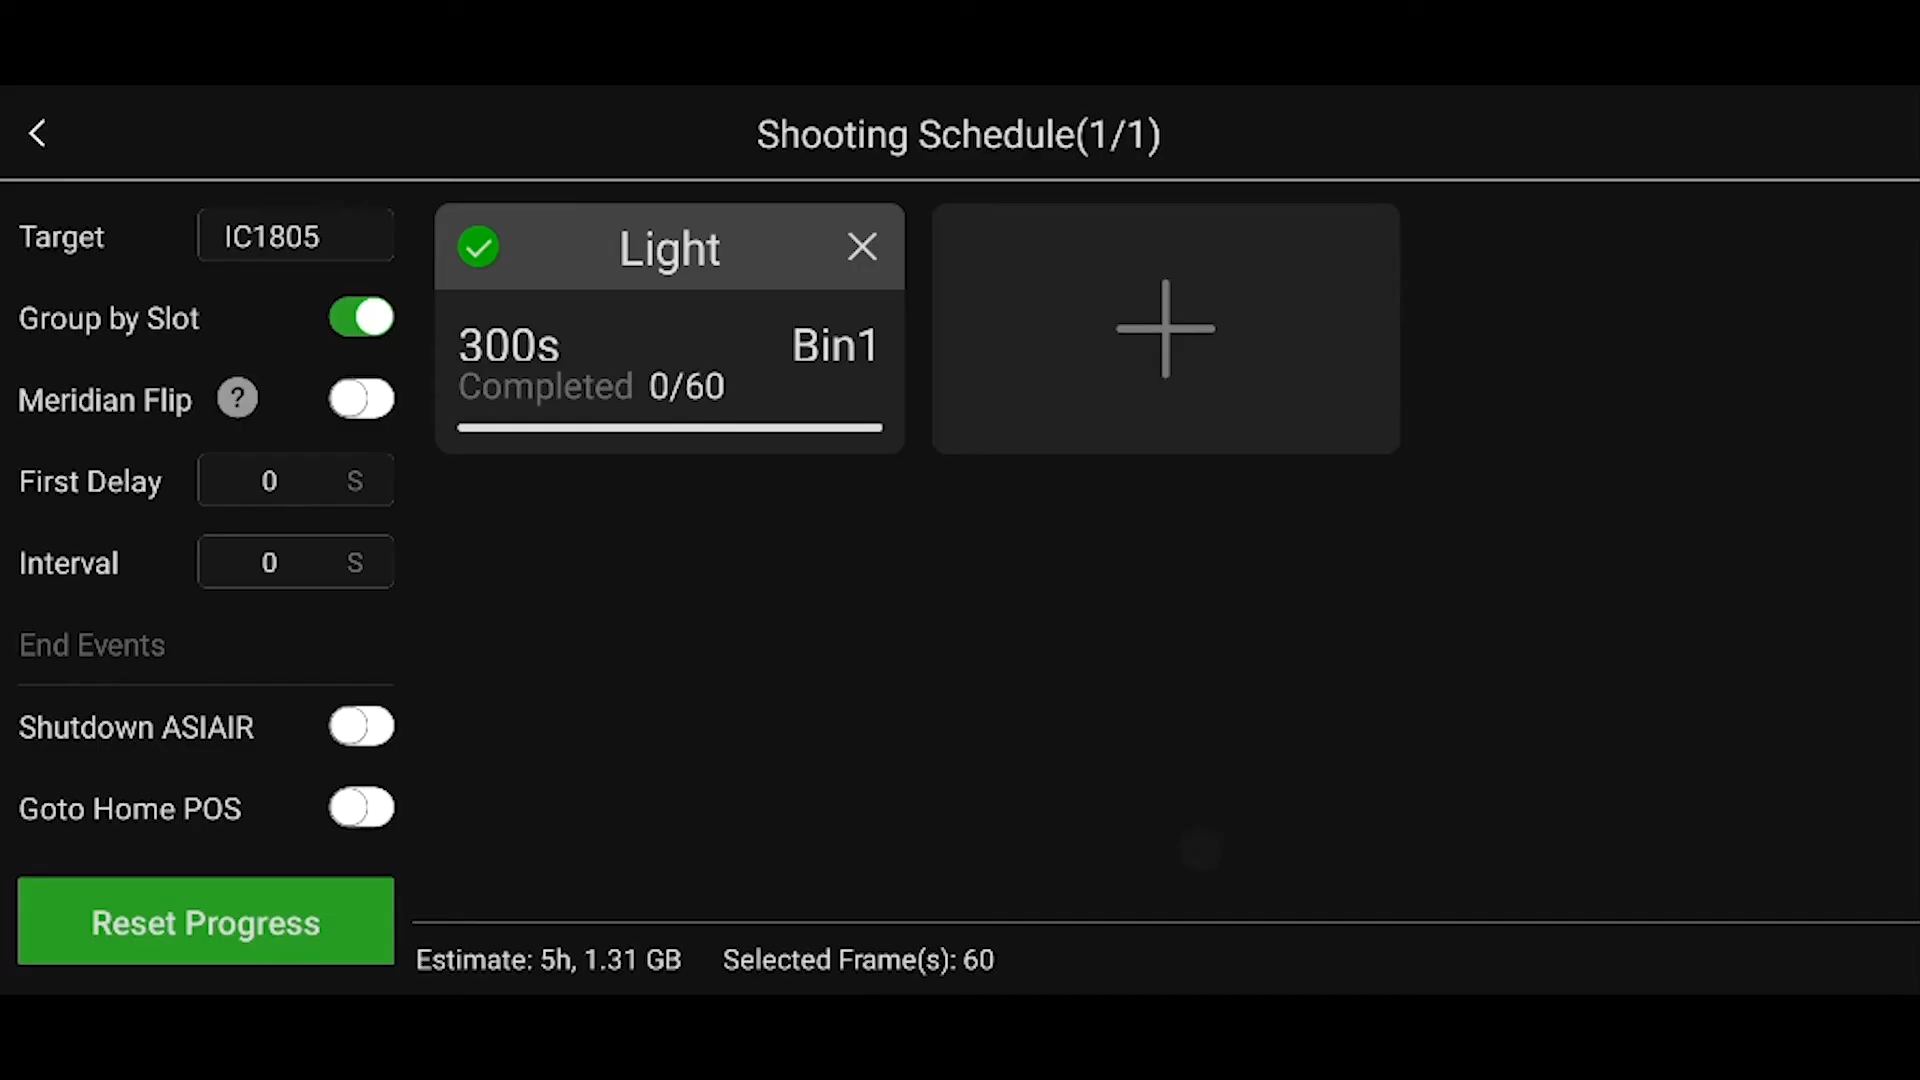 Shooting Schedule(1/1)
Target IC1805
Group by Slot
Meridian Flip ?
First Delay 0 S
Interval 0 S
End Events
Shutdown ASIAIR
Goto Home POS
Reset Progress
Light
300s Bin1
Completed 0/60
Estimate: 5h, 1.31 GB Selected Frame(s): 60